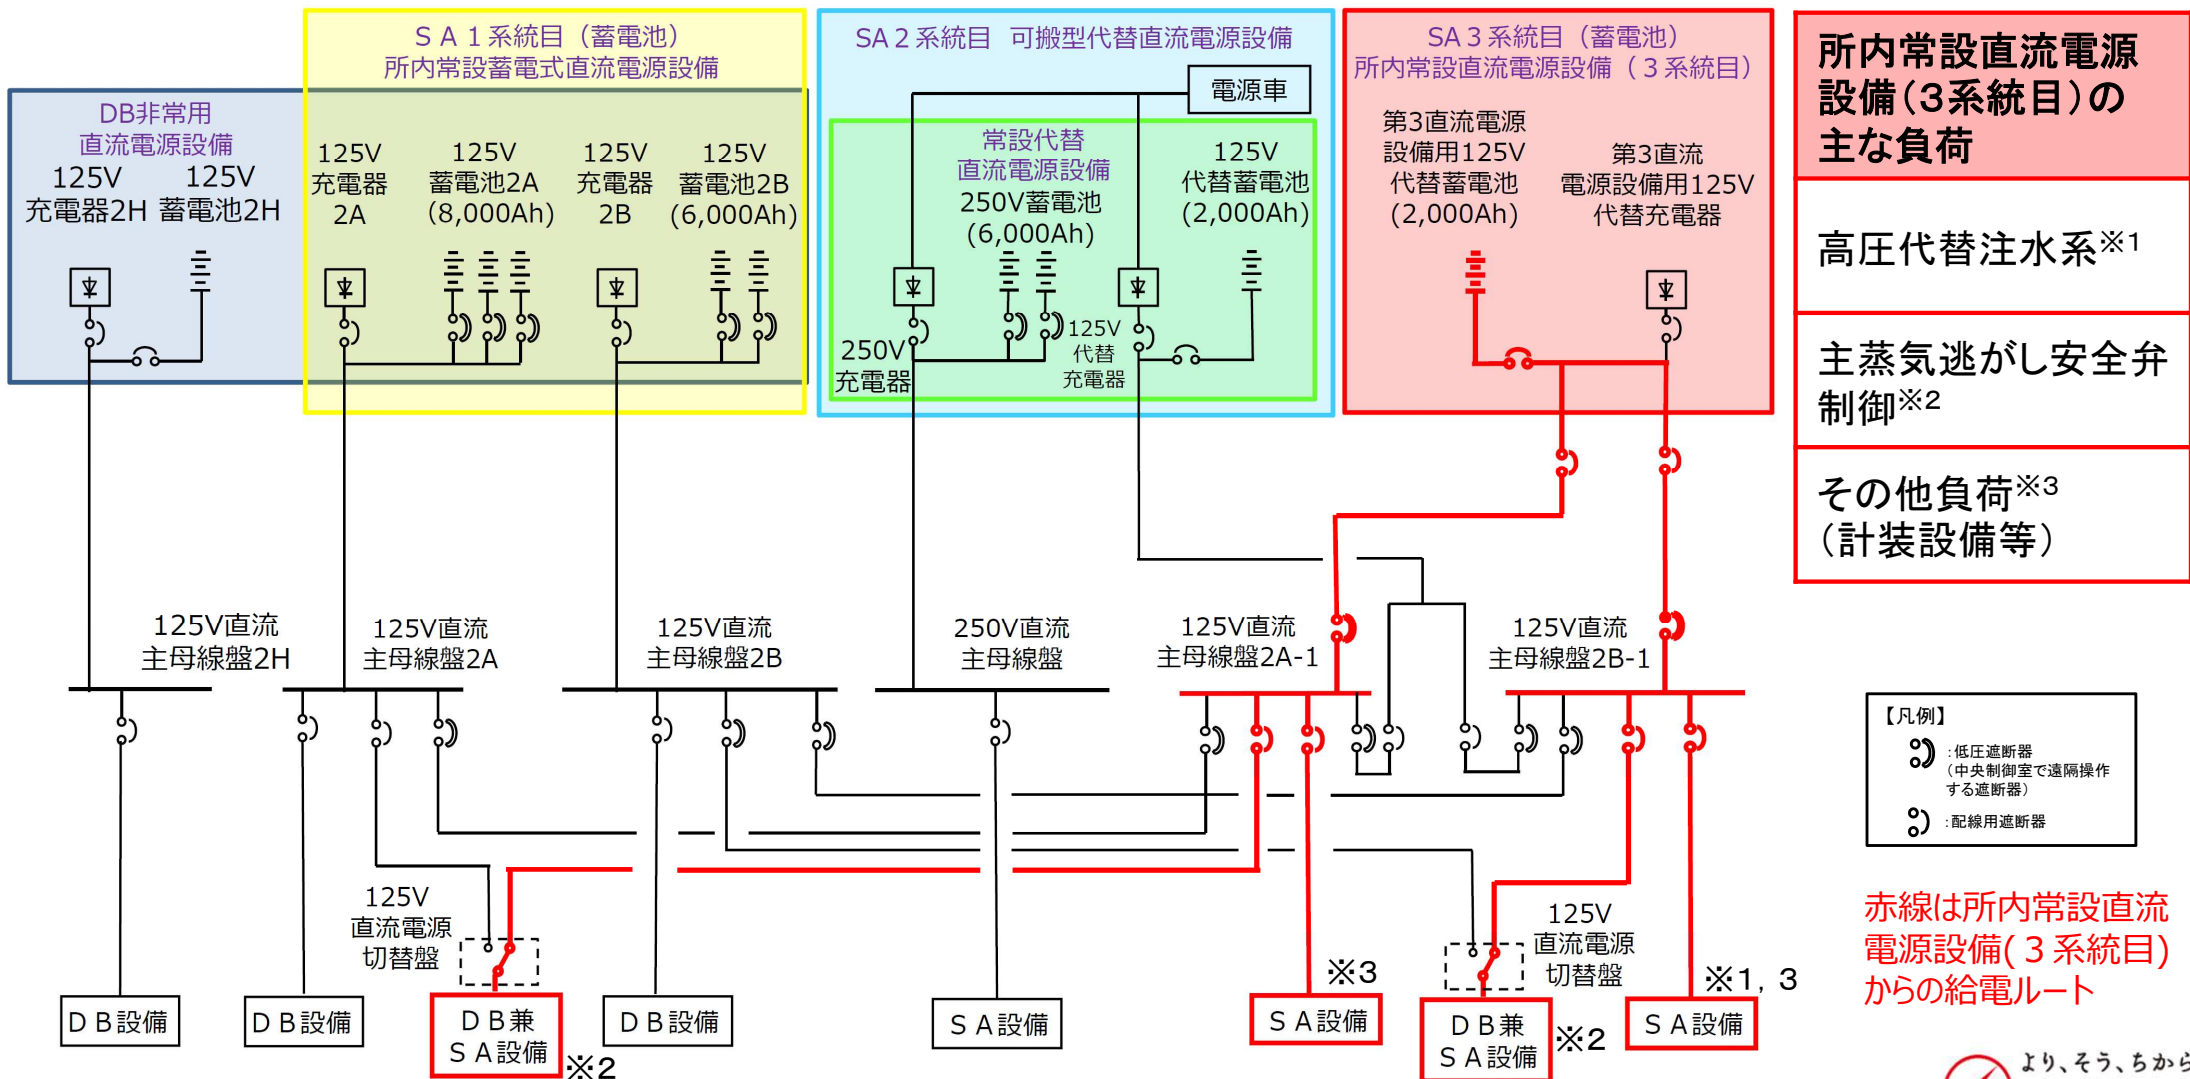 ＳＡ１系統目（蓄電池）
所内常設蓄電式直流電源設備
DB非常用
直流電源設備
125V
充電器2H
125V
蓄電池2H
125V
充電器
2A
125V
蓄電池2A
(8,000Ah)
125V
充電器
2B
125V
蓄電池2B
(6,000Ah)
SA２系統目 可搬型代替直流電源設備
電源車
常設代替
直流電源設備
250V蓄電池
(6,000Ah)
125V
代替蓄電池
(2,000Ah)
250V
充電器
125V
代替
充電器
SA３系統目（蓄電池）
所内常設直流電源設備（３系統目）
第3直流電源
設備用125V
代替蓄電池
(2,000Ah)
第3直流
電源設備用125V
代替充電器
所内常設直流電源
設備（3系統目）の
主な負荷
高圧代替注水系※1
主蒸気逃がし安全弁
制御※2
その他負荷※3
（計装設備等）
125V直流
主母線盤2H
125V直流
主母線盤2A
125V直流
主母線盤2B
250V直流
主母線盤
125V直流
主母線盤2A-1
125V直流
主母線盤2B-1
【凡例】
：低圧遮断器
（中央制御室で遠隔操作
する遮断器）
：配線用遮断器
125V
直流電源
切替盤
125V
直流電源
切替盤
赤線は所内常設直流
電源設備(３系統目)
からの給電ルート
ＤＢ設備
ＤＢ設備
ＤＢ兼
ＳＡ設備
※2
ＤＢ設備
ＳＡ設備
※3
ＳＡ設備
ＤＢ兼
ＳＡ設備
※2
※1, 3
ＳＡ設備
より、そう、ちから